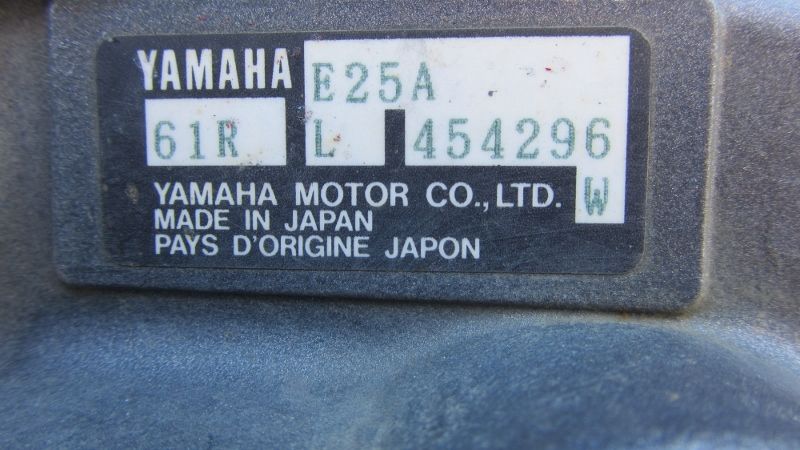 YAMAHA E25A
61R L 454296
YAMAHA MOTOR CO., LTD. W
MADE IN JAPAN
PAYS D'ORIGINE JAPON